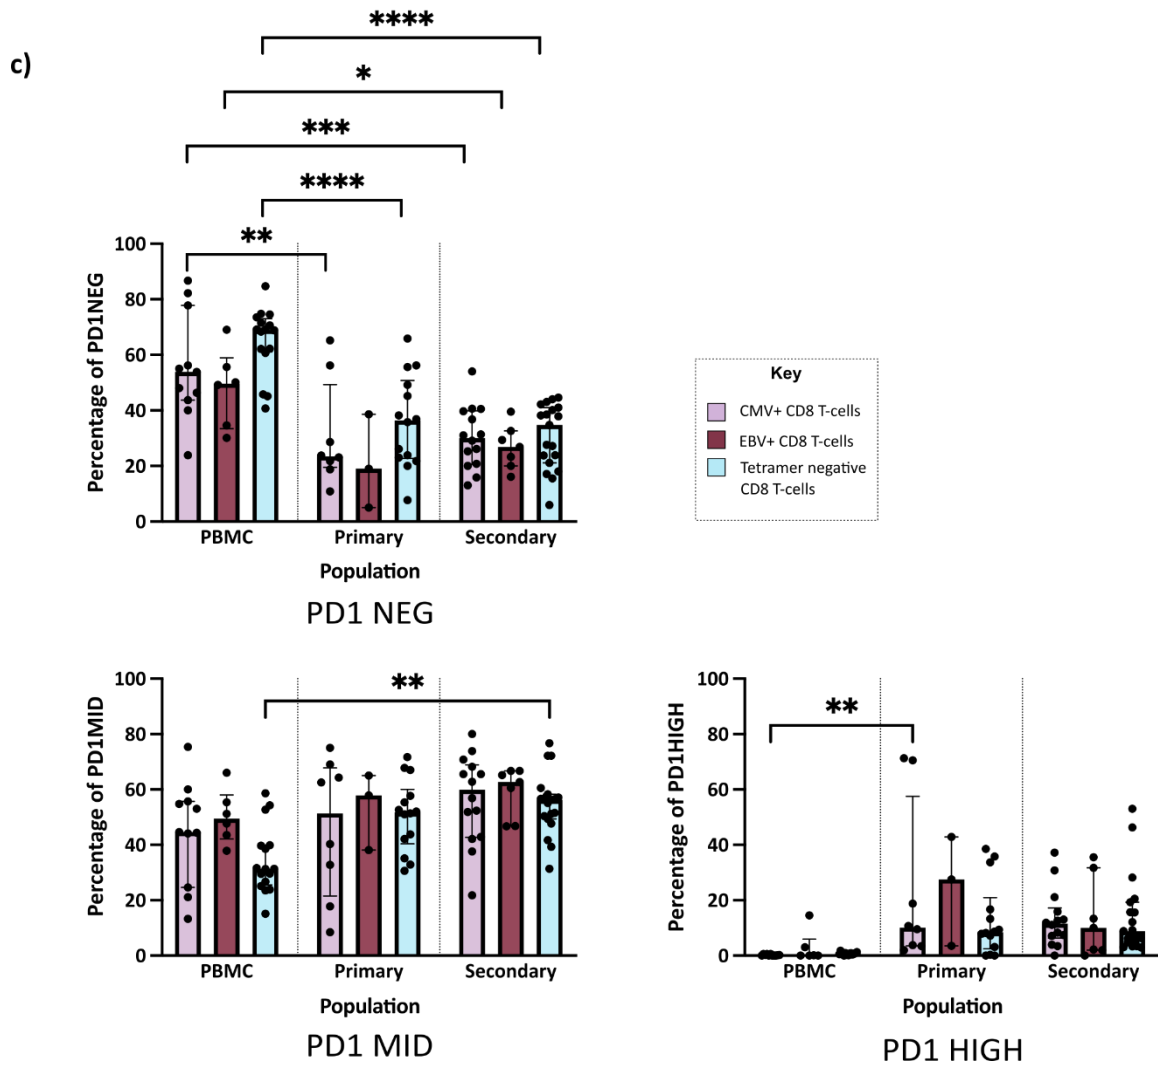 c)
****
*
***
****
**
Percentage of PD1NEG
100
80
60
40
20
0
PBMC Primary Secondary
Population
PD1 NEG
Key
CMV+ CD8 T-cells
EBV+ CD8 T-cells
Tetramer negative
CD8 T-cells
Percentage of PD1MID
100
80
60
40
20
0
**
PBMC Primary Secondary
Population
PD1 MID
Percentage of PD1HIGH
100
80
60
40
20
0
**
PBMC Primary Secondary
Population
PD1 HIGH